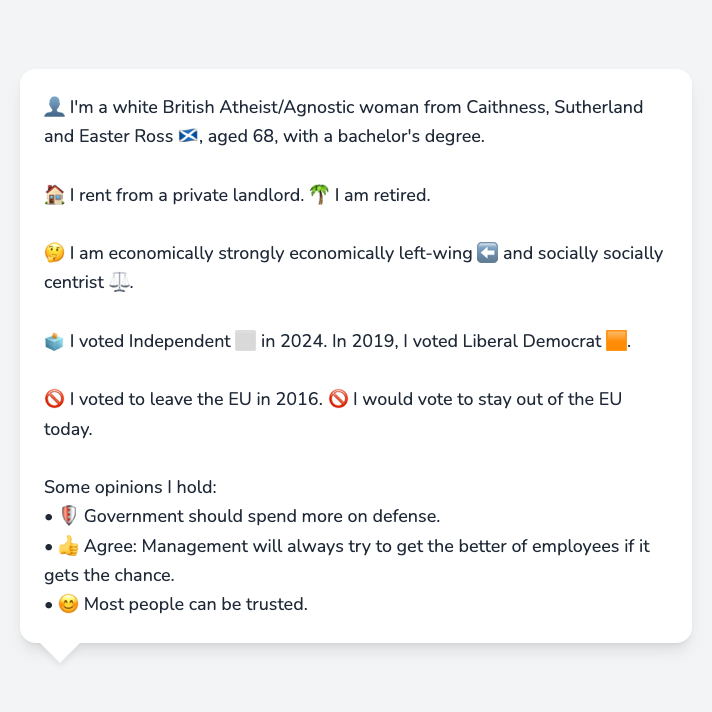 👤 I'm a white British Atheist/Agnostic woman from Caithness, Sutherland
and Easter Ross 🏴󠁧󠁢󠁳󠁣󠁴󠁿, aged 68, with a bachelor's degree.
🏠 I rent from a private landlord. 🌴 I am retired.
🤔 I am economically strongly economically left-wing ⬅️ and socially socially
centrist ⚖️.
🗳️ I voted Independent ⬜ in 2024. In 2019, I voted Liberal Democrat 🟧.
🚫 I voted to leave the EU in 2016. 🚫 I would vote to stay out of the EU
today.
Some opinions I hold:
• 🛡️ Government should spend more on defense.
• 👍 Agree: Management will always try to get the better of employees if it
gets the chance.
• 😊 Most people can be trusted.